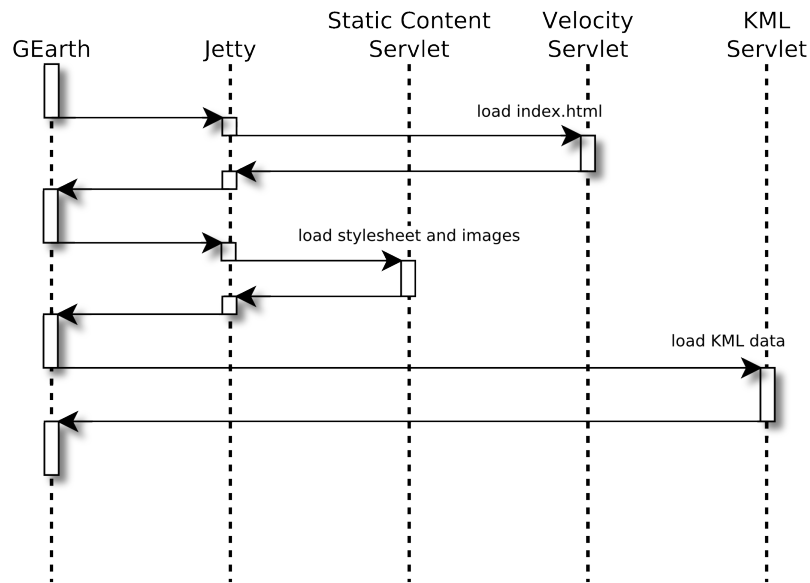 GEarth
Jetty
Static Content
Servlet
Velocity
Servlet
KML
Servlet
load index.html
load stylesheet and images
load KML data